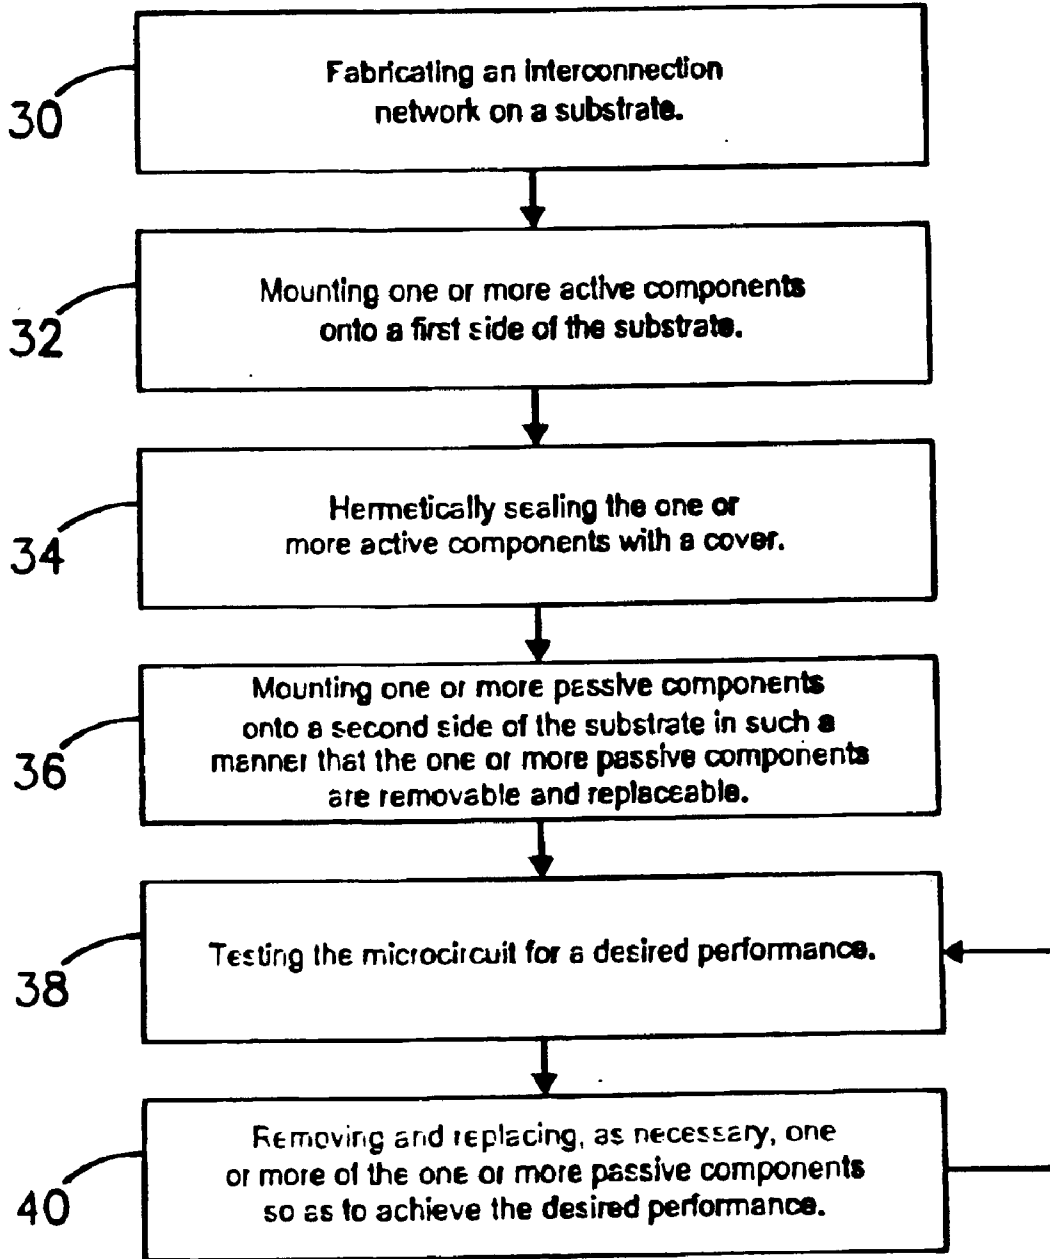 Fabricating an interconnection
network on a substrate.
30
Mounting one or more active components
onto a first side of the substrate.
32
Hermetically sealing the one or
more active components with a cover.
34
Mounting one or more passive components
onto a second side of the substrate in such a
manner that the one or more passive components
are removable and replaceable.
36
Testing the microcircuit for a desired performance.
38
Removing and replacing, as necessary, one
or more of the one or more passive components
so as to achieve the desired performance.
40